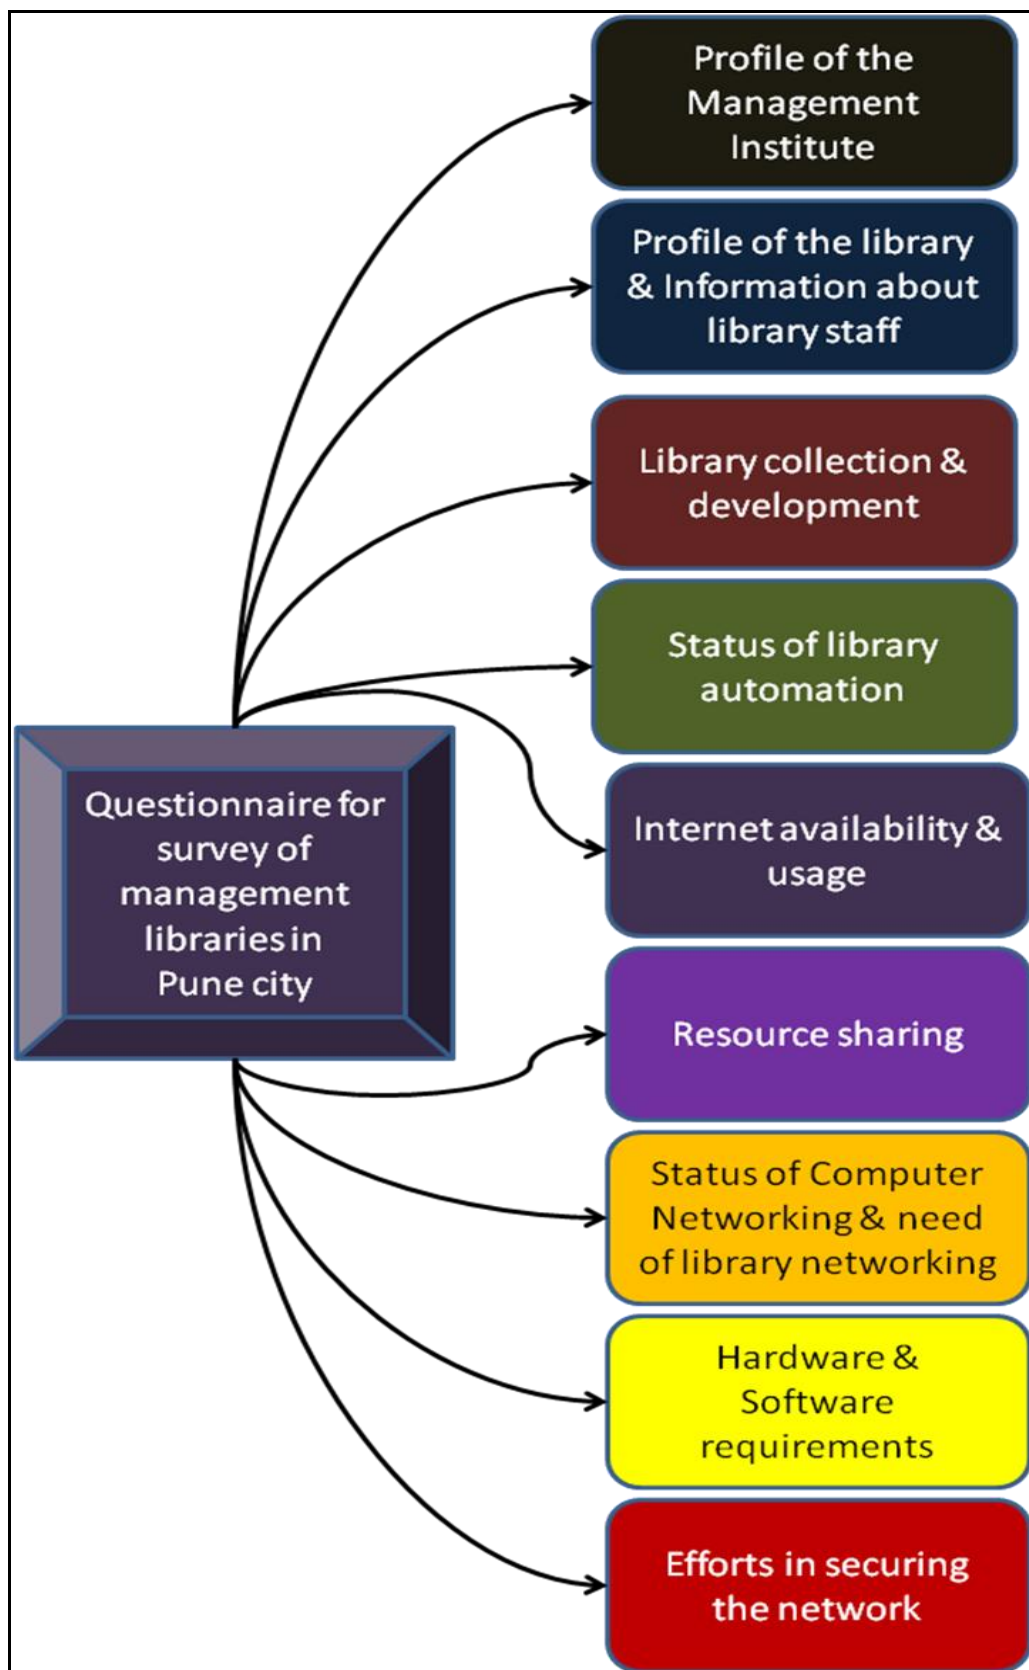 Profile of the
Management
Institute
Profile of the library
& Information about
library staff
Library collection &
development
Status of library
automation
Questionnaire for
survey of
management
libraries in
Pune city
Internet availability &
usage
Resource sharing
Status of Computer
Networking & need
of library networking
Hardware &
Software
requirements
Efforts in securing
the network